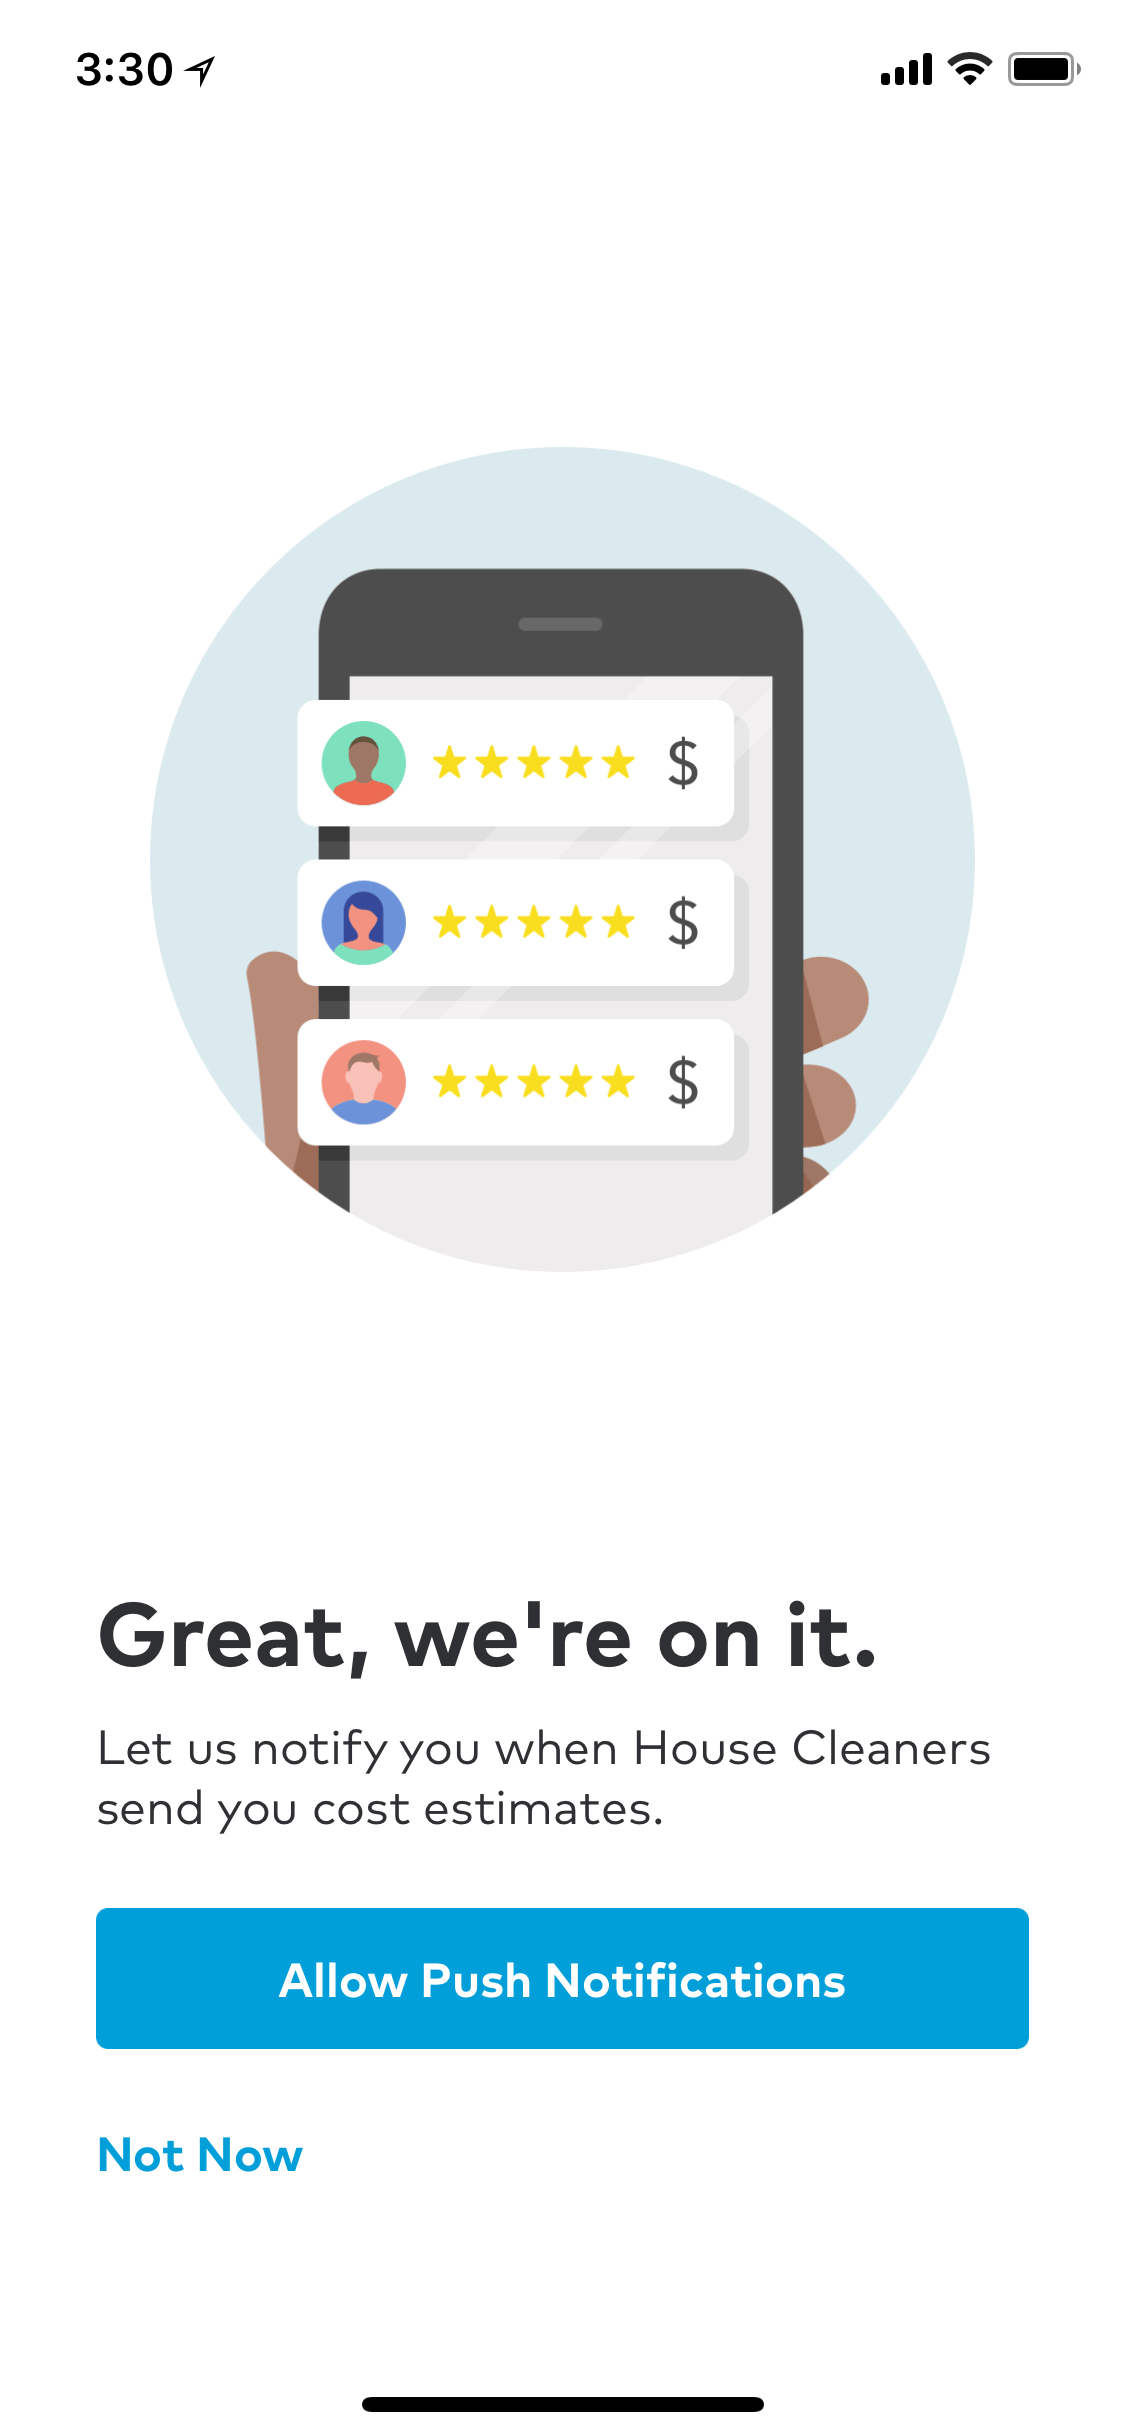 3:30
$
$
$
Great, we're on it.
Let us notify you when House Cleaners
send you cost estimates.
Allow Push Notifications
Not Now